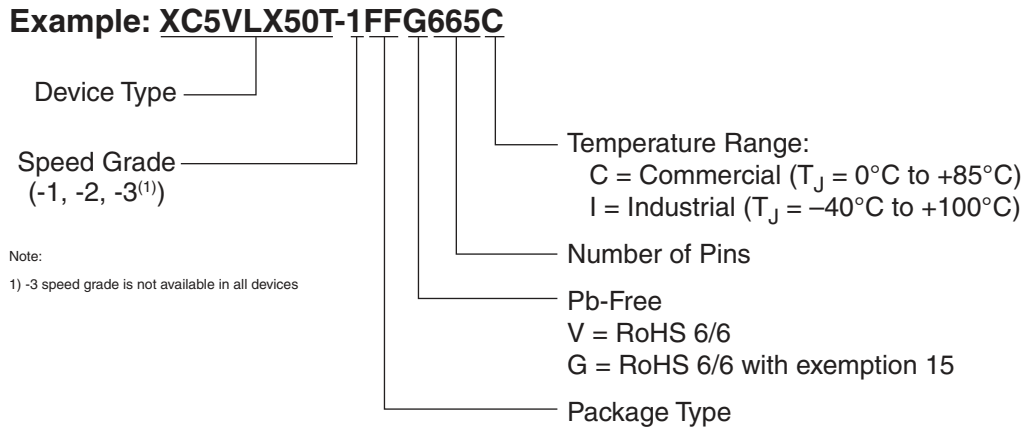 Example: XC5VLX50T-1FFG665C
Device Type
Speed Grade
(-1, -2, -3(1))
Note:
1) -3 speed grade is not available in all devices
Temperature Range:
C = Commercial (TJ = 0°C to +85°C)
I = Industrial (TJ = –40°C to +100°C)
Number of Pins
Pb-Free
V = RoHS 6/6
G = RoHS 6/6 with exemption 15
Package Type